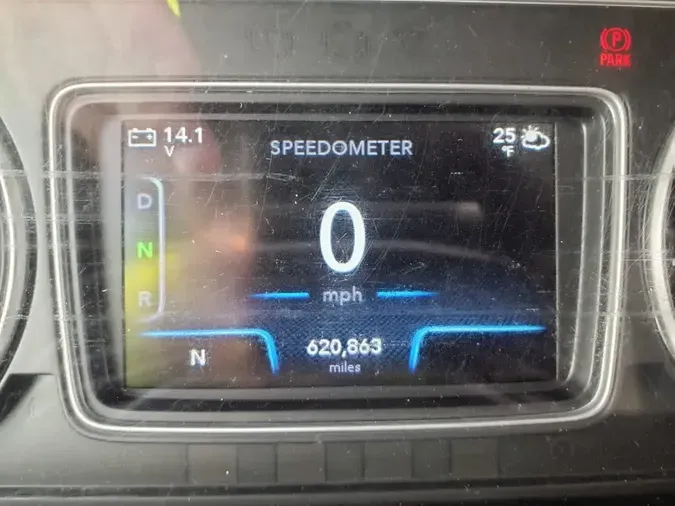 P
PARK
14.1
V
SPEEDOMETER
25
°F
D
N
R
0
mph
N
620,863
miles